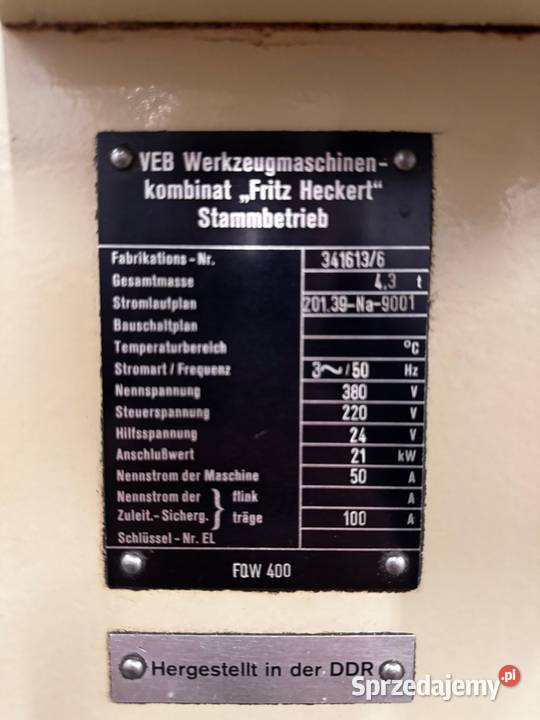 VEB Werkzeugmaschinen-
kombinat „Fritz Heckert"
Stammbetrieb
Fabrikations - Nr. 341613/6
Gesamtmasse 4,3 t
Stromlaufplan 201.39-Na-9001
Bauschaltplan
Temperaturbereich °C
Stromart / Frequenz 3~/50 Hz
Nennspannung 380 V
Steuerspannung 220 V
Hilfsspannung 24 V
Anschlußwert 21 kW
Nennstrom der Maschine 50 A
Nennstrom der } flink A
Zuleit.- Sicherg. } träge 100 A
Schlüssel - Nr. EL
FQW 400
Hergestellt in der DDR
Sprzedajemy.pl